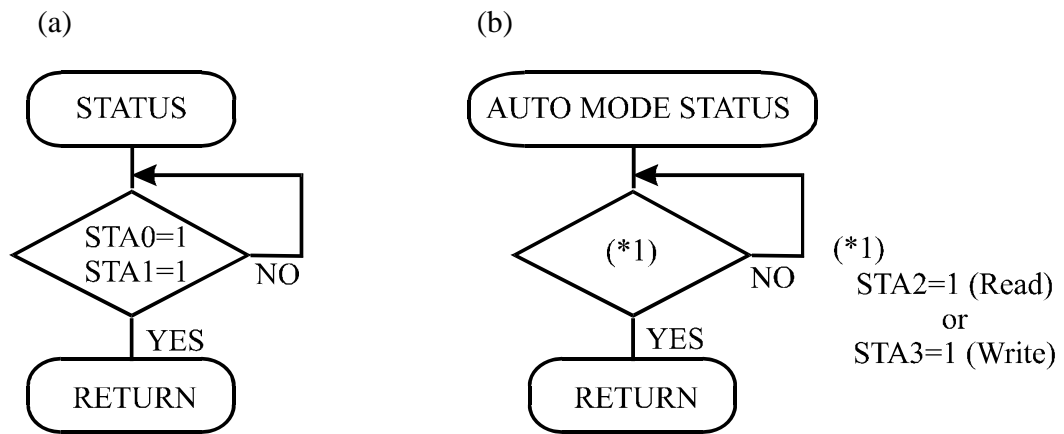 (a)
STATUS
STA0=1
STA1=1
NO
YES
RETURN
(b)
AUTO MODE STATUS
(*1)
NO
YES
RETURN
(*1)
STA2=1 (Read)
or
STA3=1 (Write)